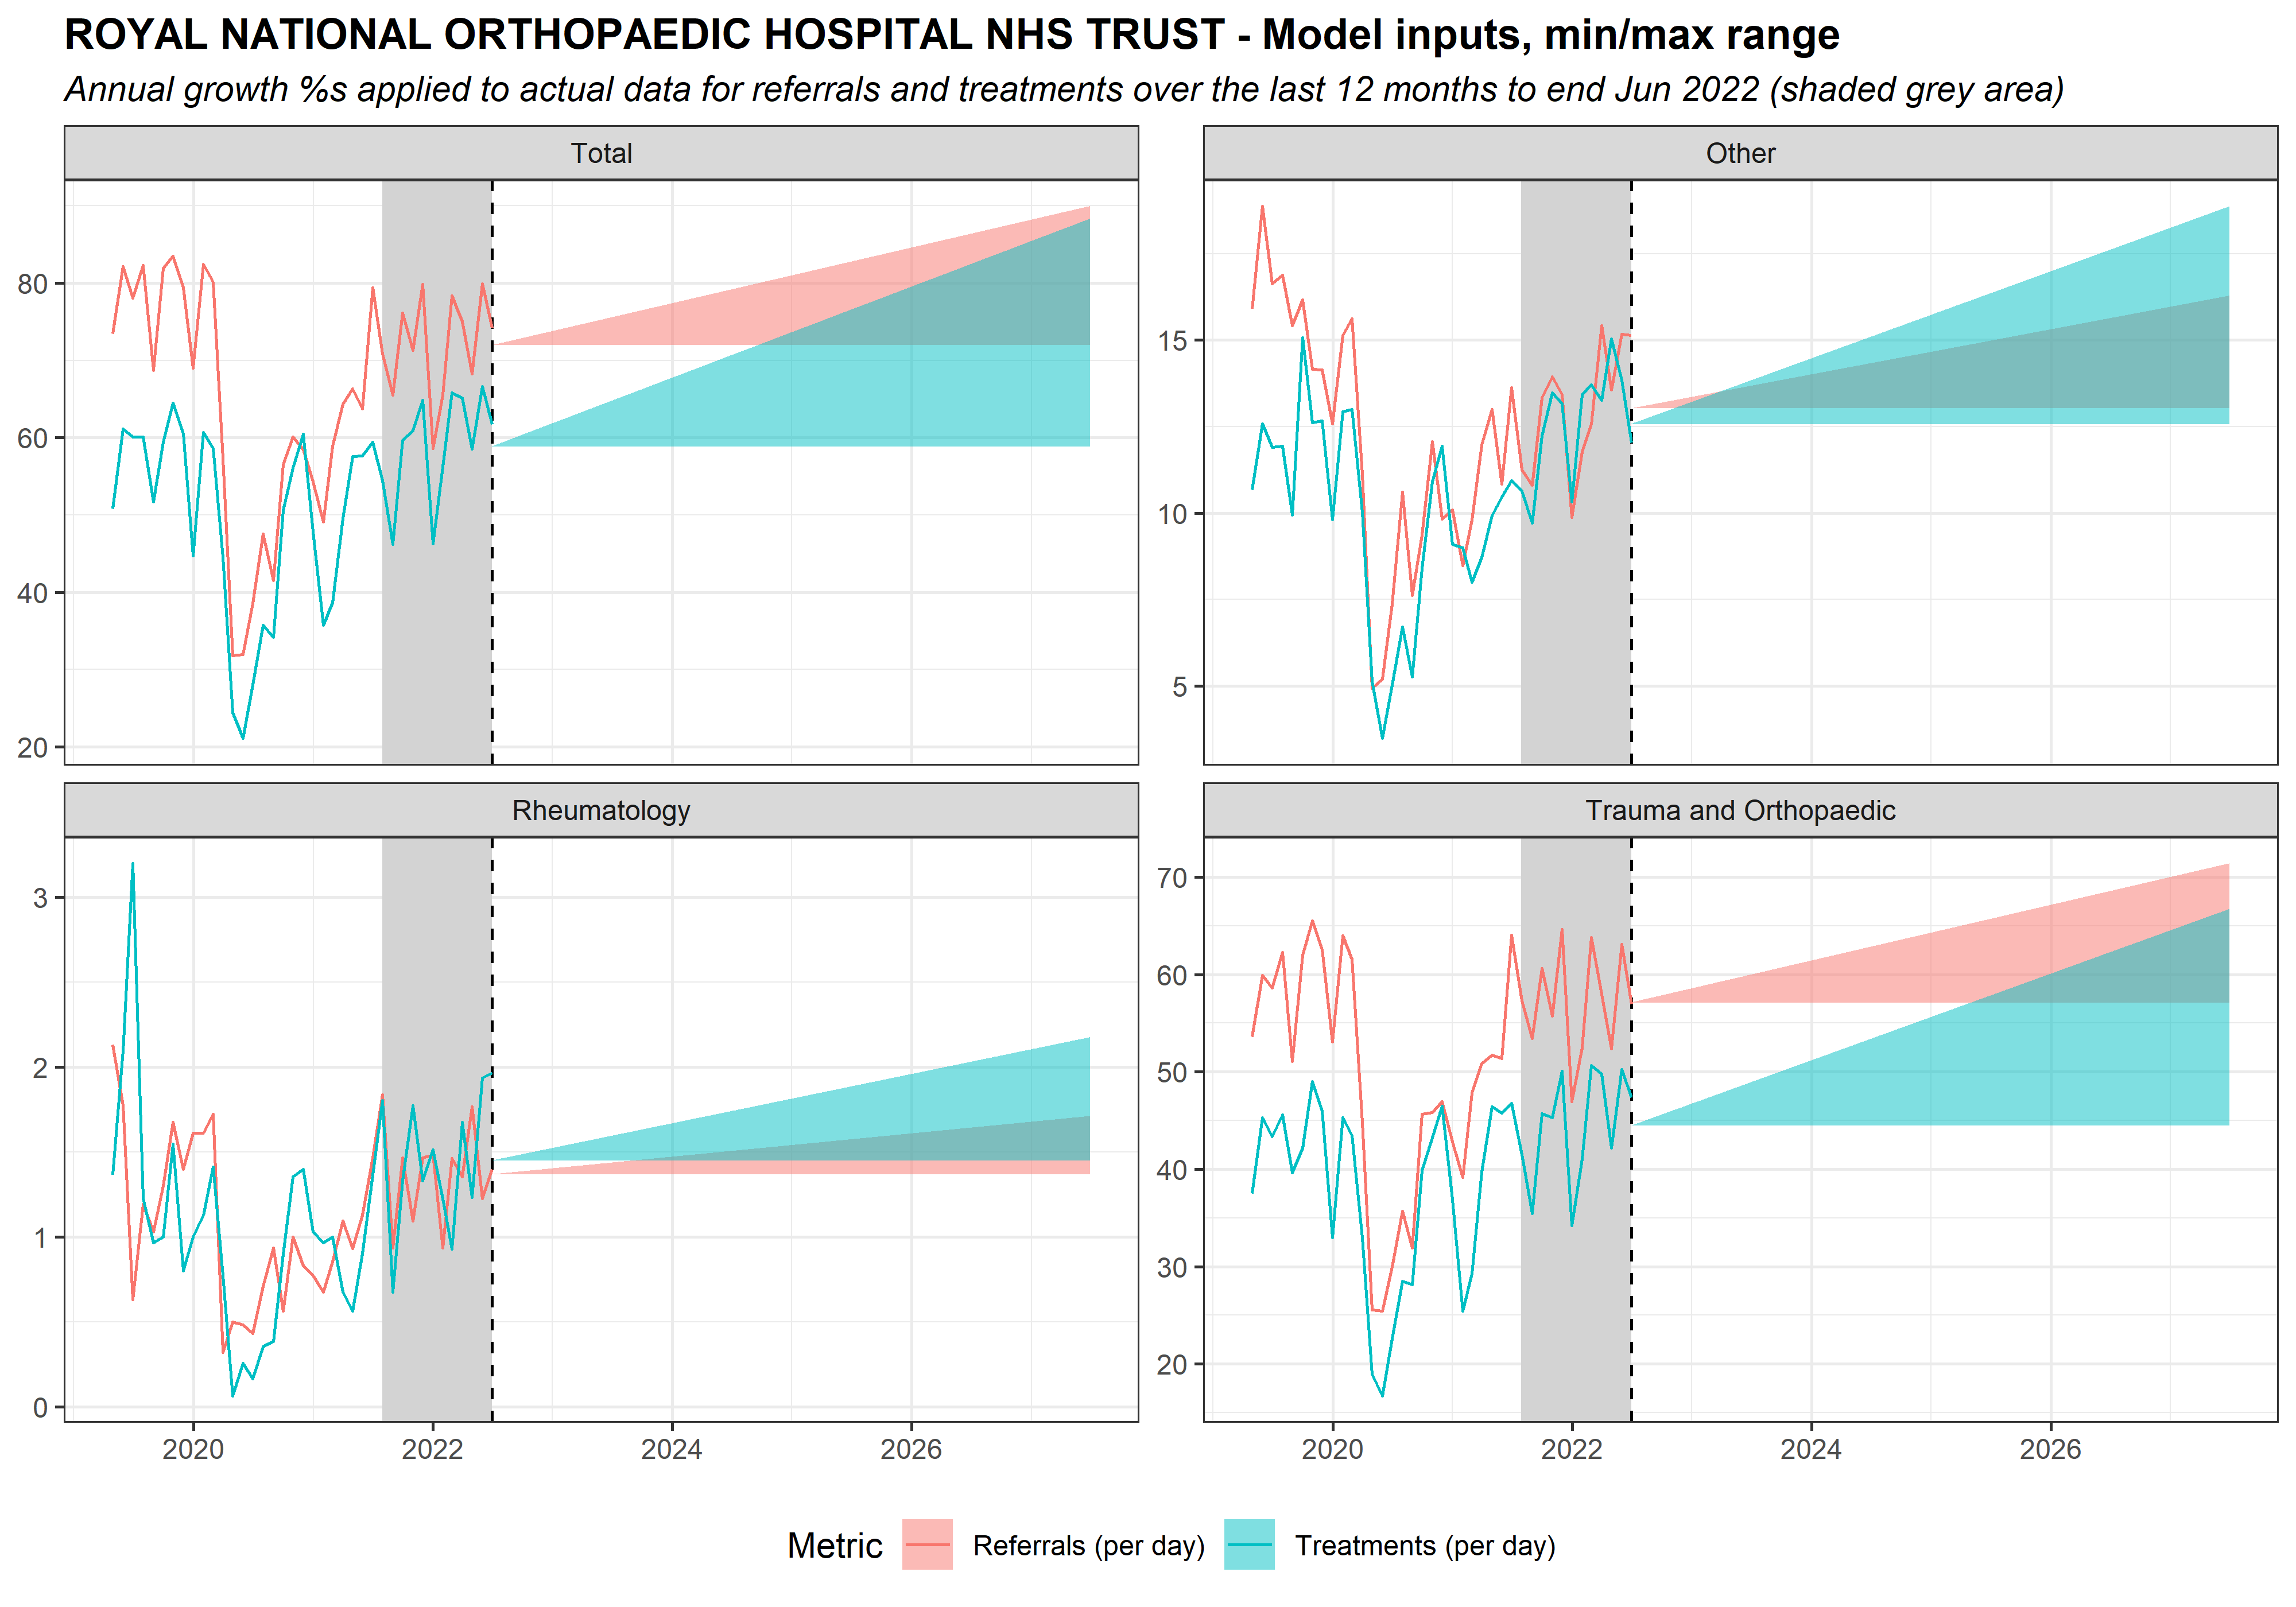 ROYAL NATIONAL ORTHOPAEDIC HOSPITAL NHS TRUST - Model inputs, min/max range
Annual growth %s applied to actual data for referrals and treatments over the last 12 months to end Jun 2022 (shaded grey area)
Total
80
60
40
20
Other
15
10
5
Rheumatology
3
2
1
0
2020 2022 2024 2026
Trauma and Orthopaedic
70
60
50
40
30
20
2020 2022 2024 2026
Metric Referrals (per day) Treatments (per day)